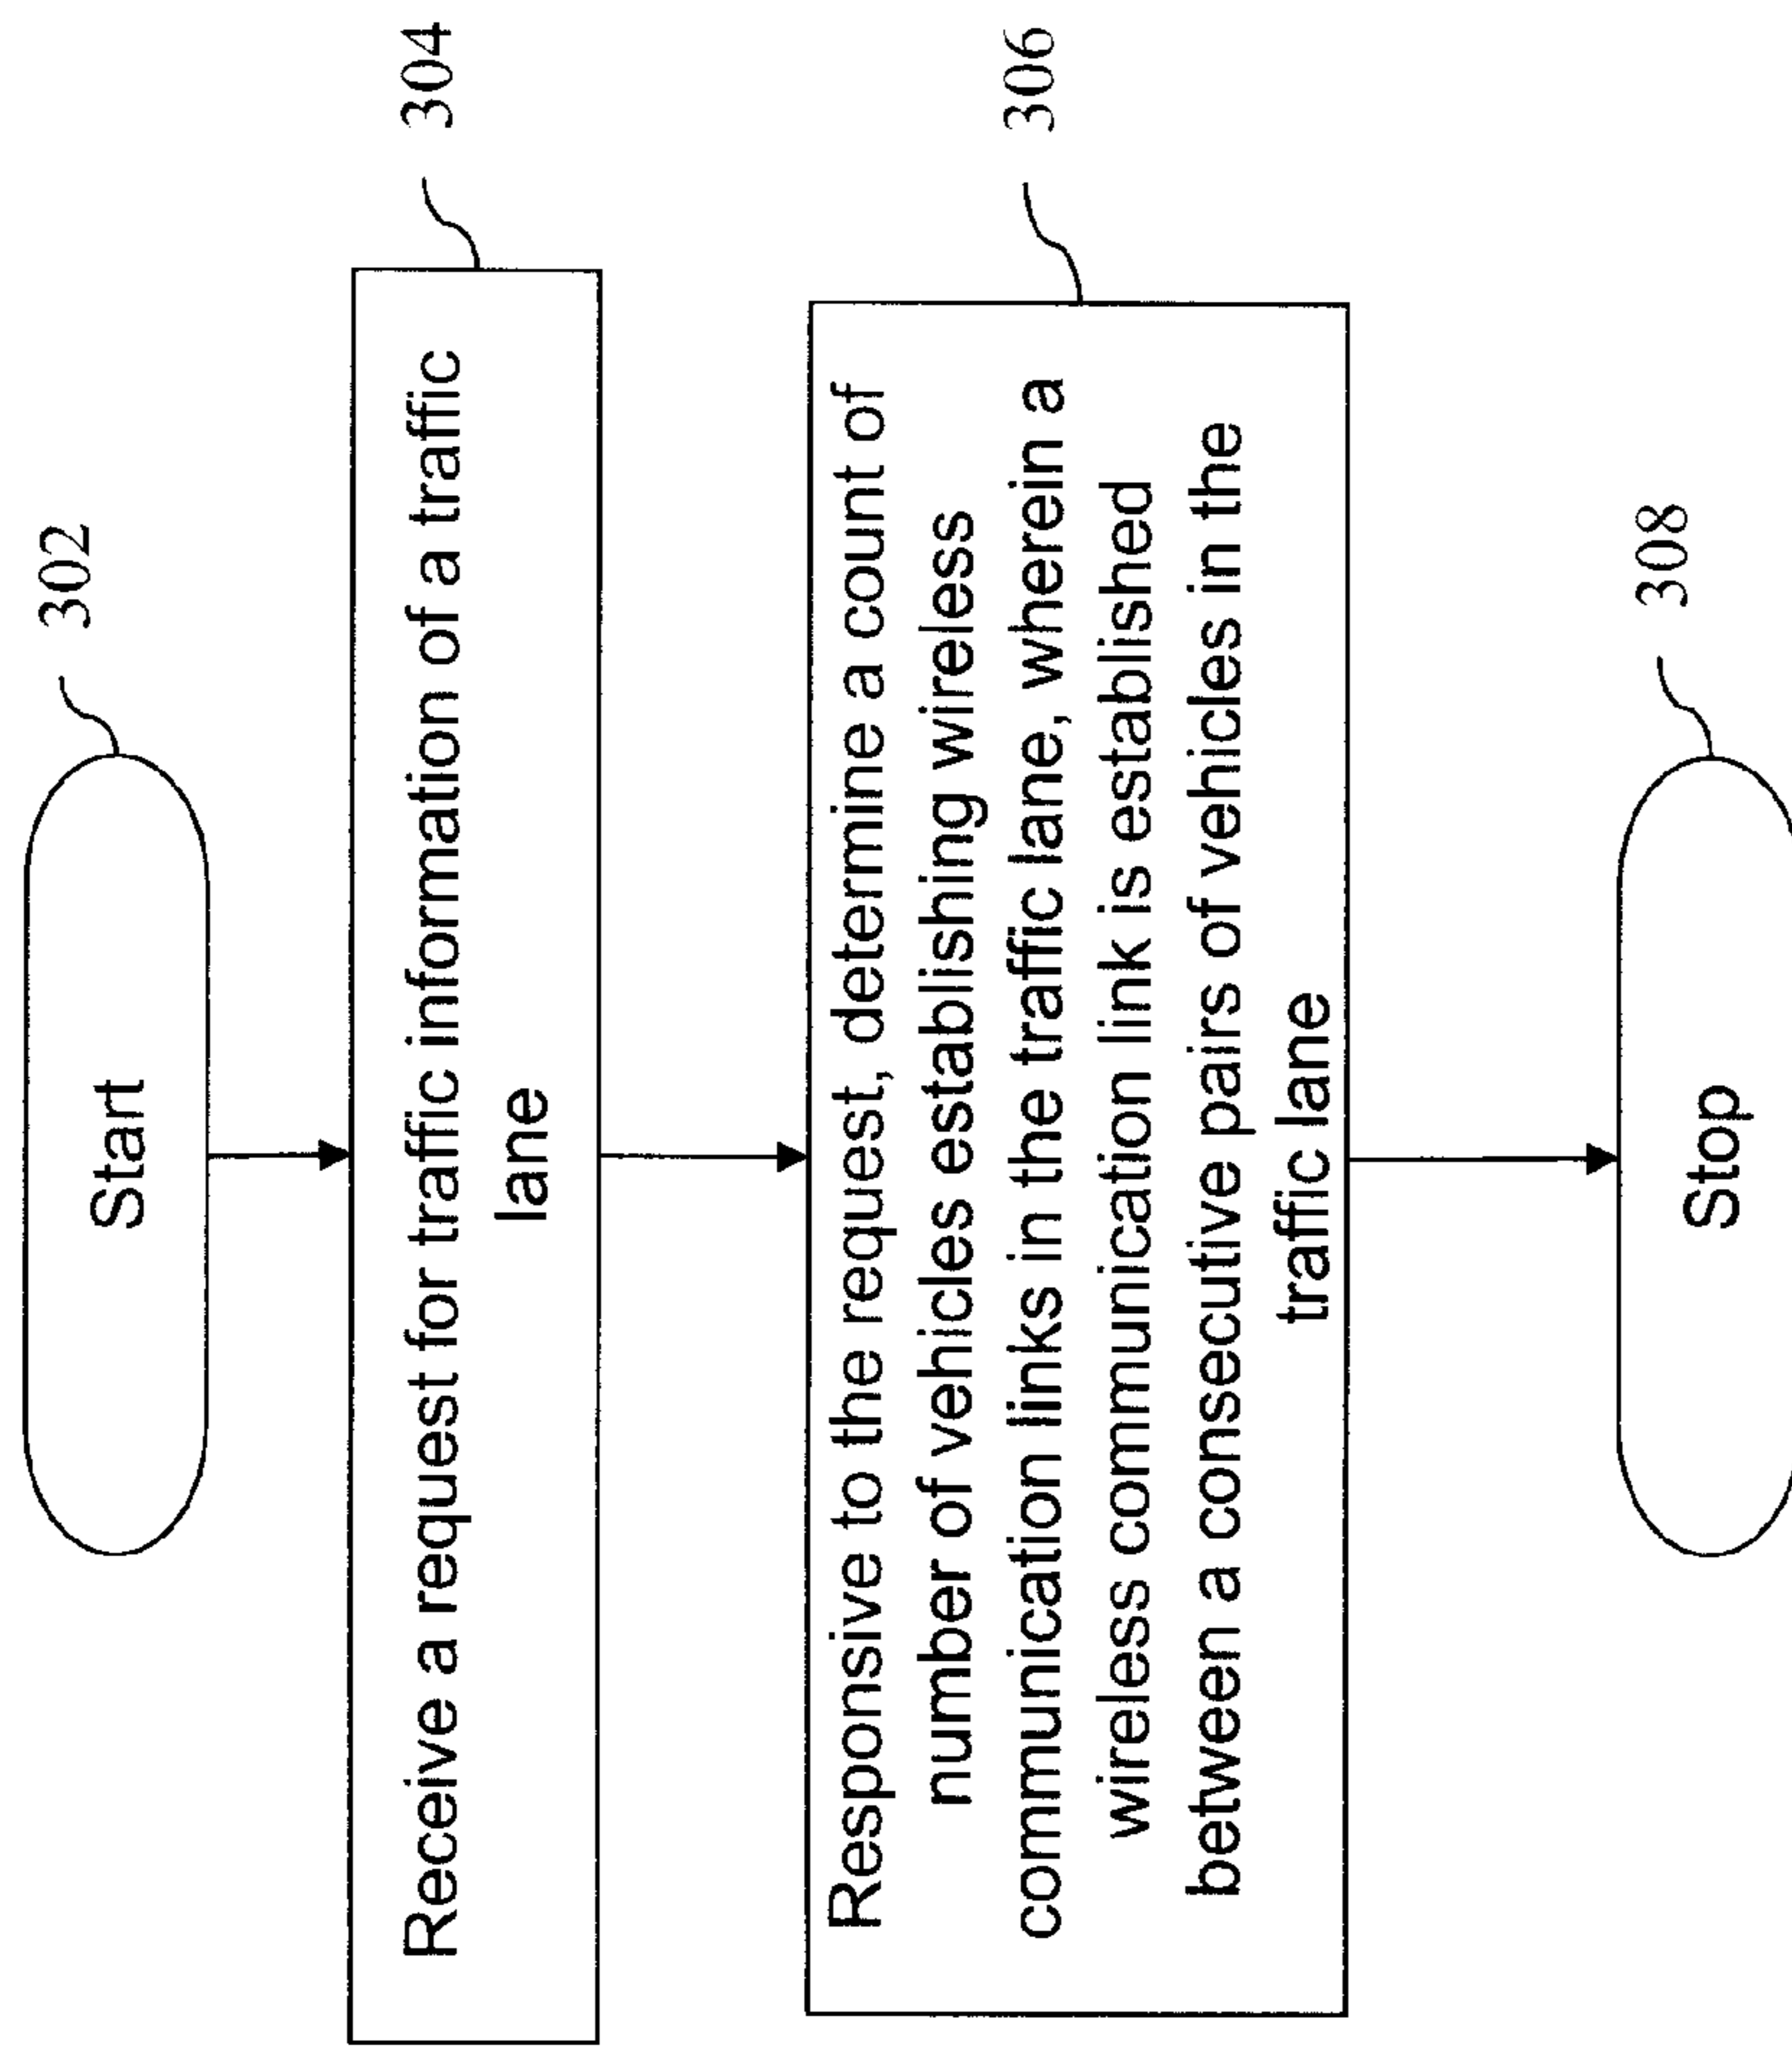 302
Start
304
Receive a request for traffic information of a traffic
lane
306
Responsive to the request, determine a count of
number of vehicles establishing wireless
communication links in the traffic lane, wherein a
wireless communication link is established
between a consecutive pairs of vehicles in the
traffic lane
308
Stop